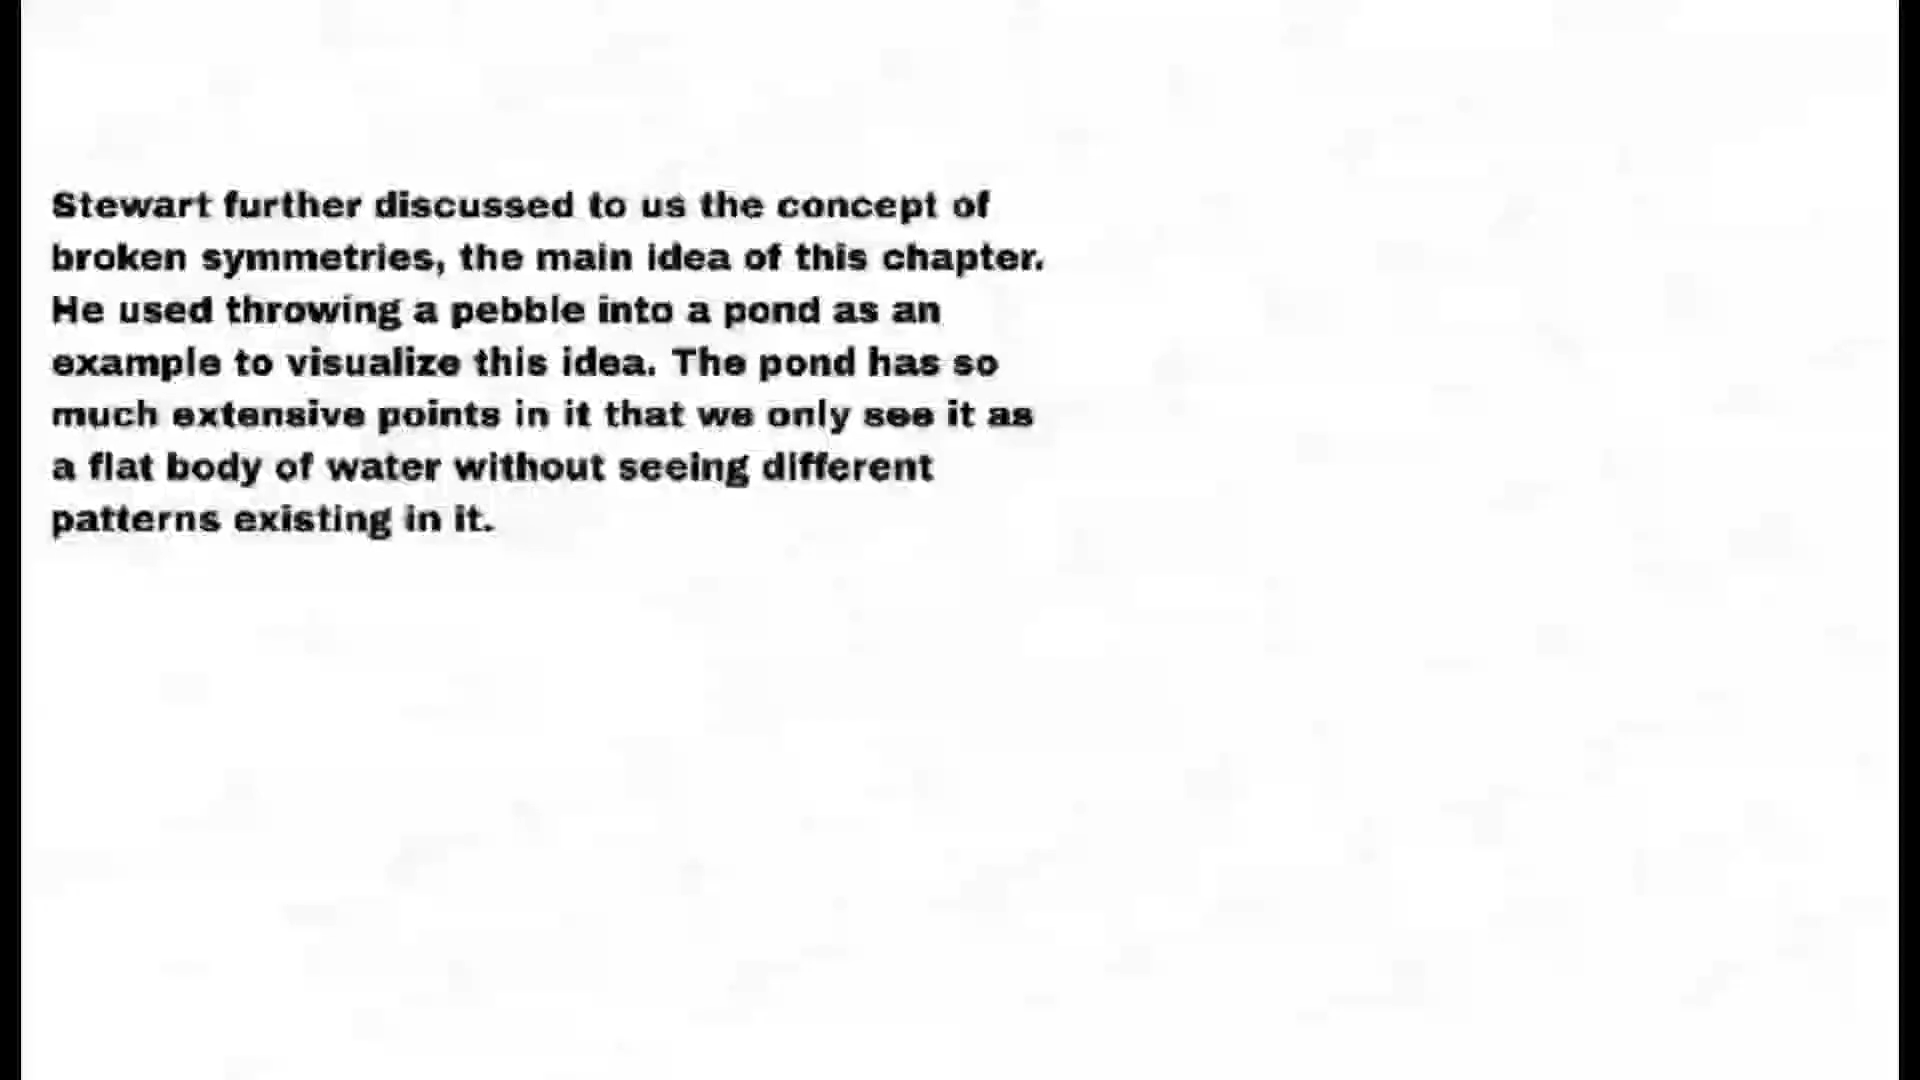 Stewart further discussed to us the concept of
broken symmetries, the main idea of this chapter.
He used throwing a pebble into a pond as an
example to visualize this idea. The pond has so
much extensive points in it that we only see it as
a flat body of water without seeing different
patterns existing in it.